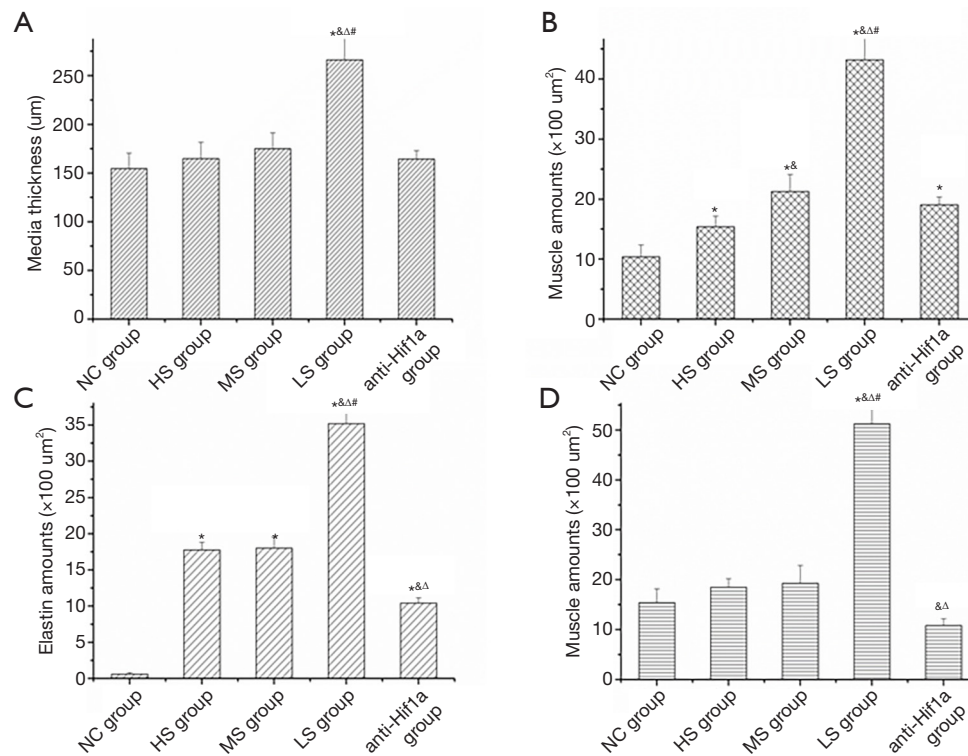 A
*&Δ#
250
175
150
100
50
0
Media thickness (um)
NC group
HS group
MS group
LS group
anti-Hif1a
group
B
*&Δ#
*&
*
*
40
30
20
10
0
Muscle amounts (×100 um²)
NC group
HS group
MS group
LS group
anti-Hif1a
group
C
*&Δ#
*
*
*&Δ
35
30
25
20
15
10
5
0
Elastin amounts (×100 um²)
NC group
HS group
MS group
LS group
anti-Hif1a
group
D
*&Δ#
&Δ
50
50
30
20
10
0
Muscle amounts (×100 um²)
NC group
HS group
MS group
LS group
anti-Hif1a
group